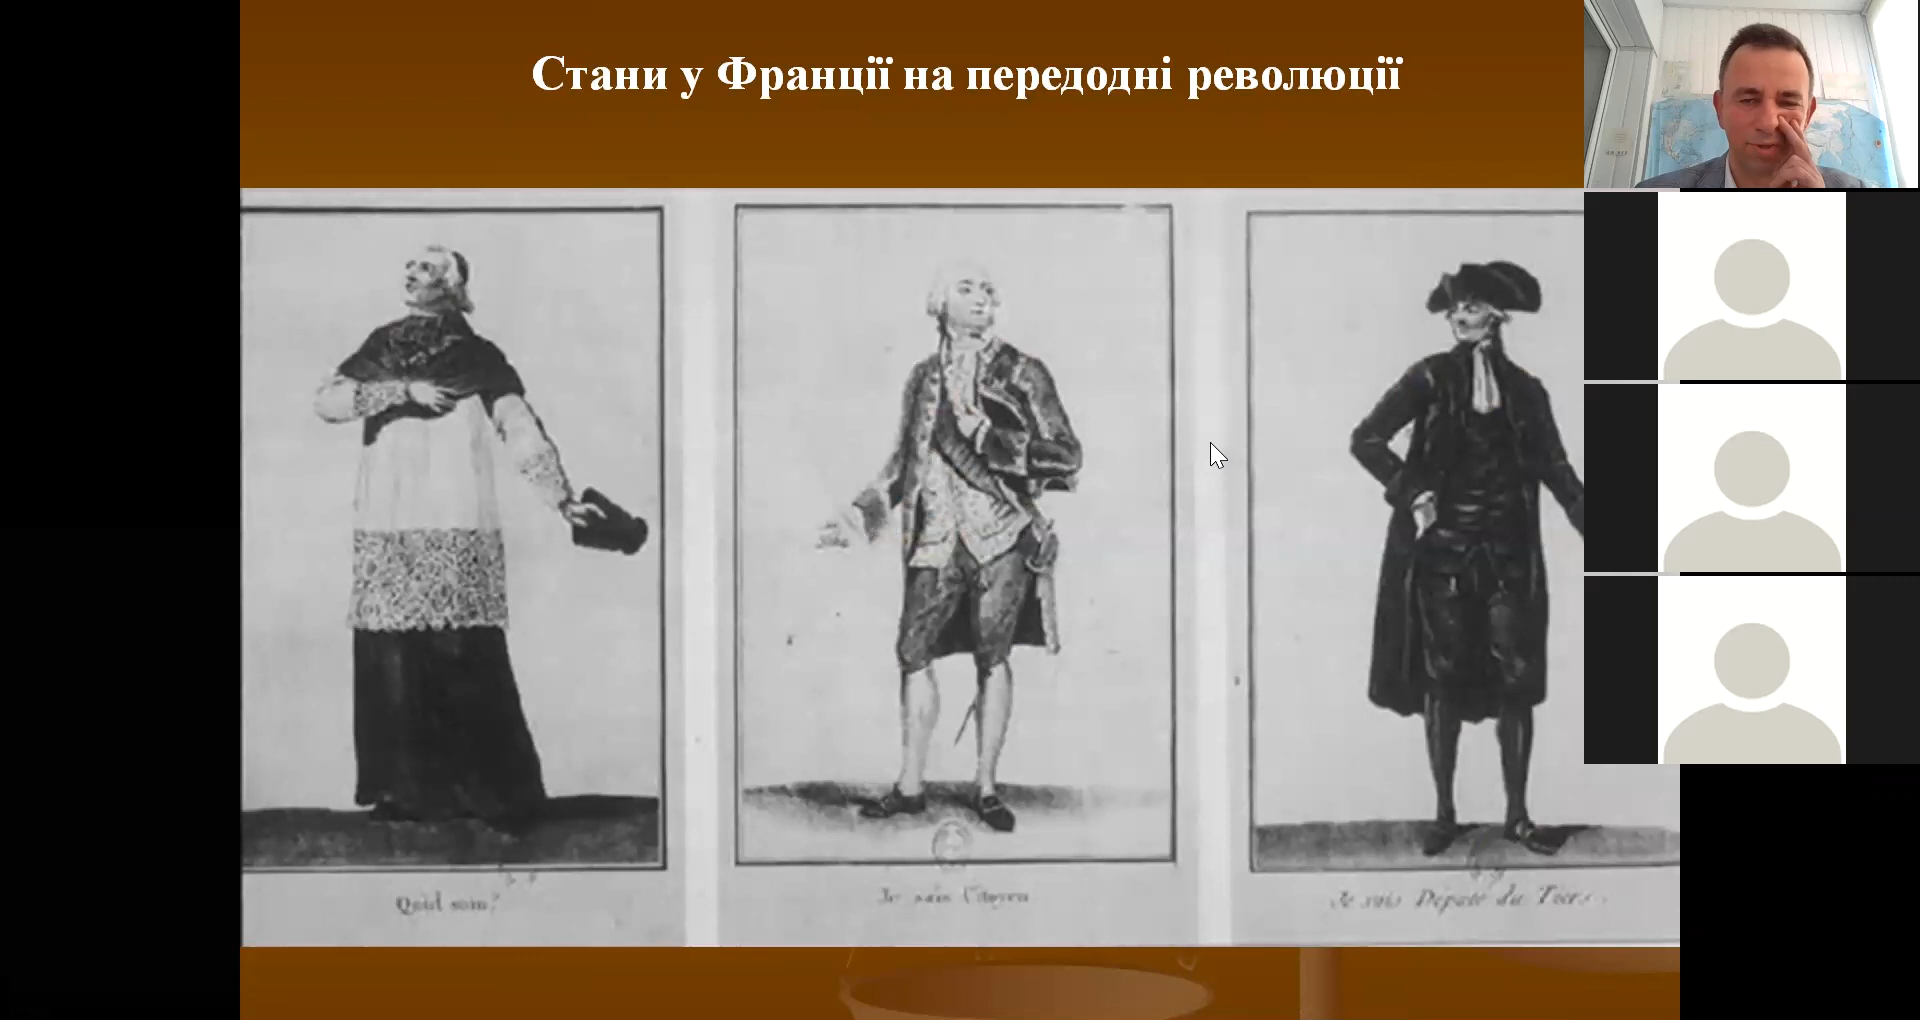 Стани у Франції на передодні революції
Quid sum?
Je suis Citoyen
Je suis Député du Tiers.